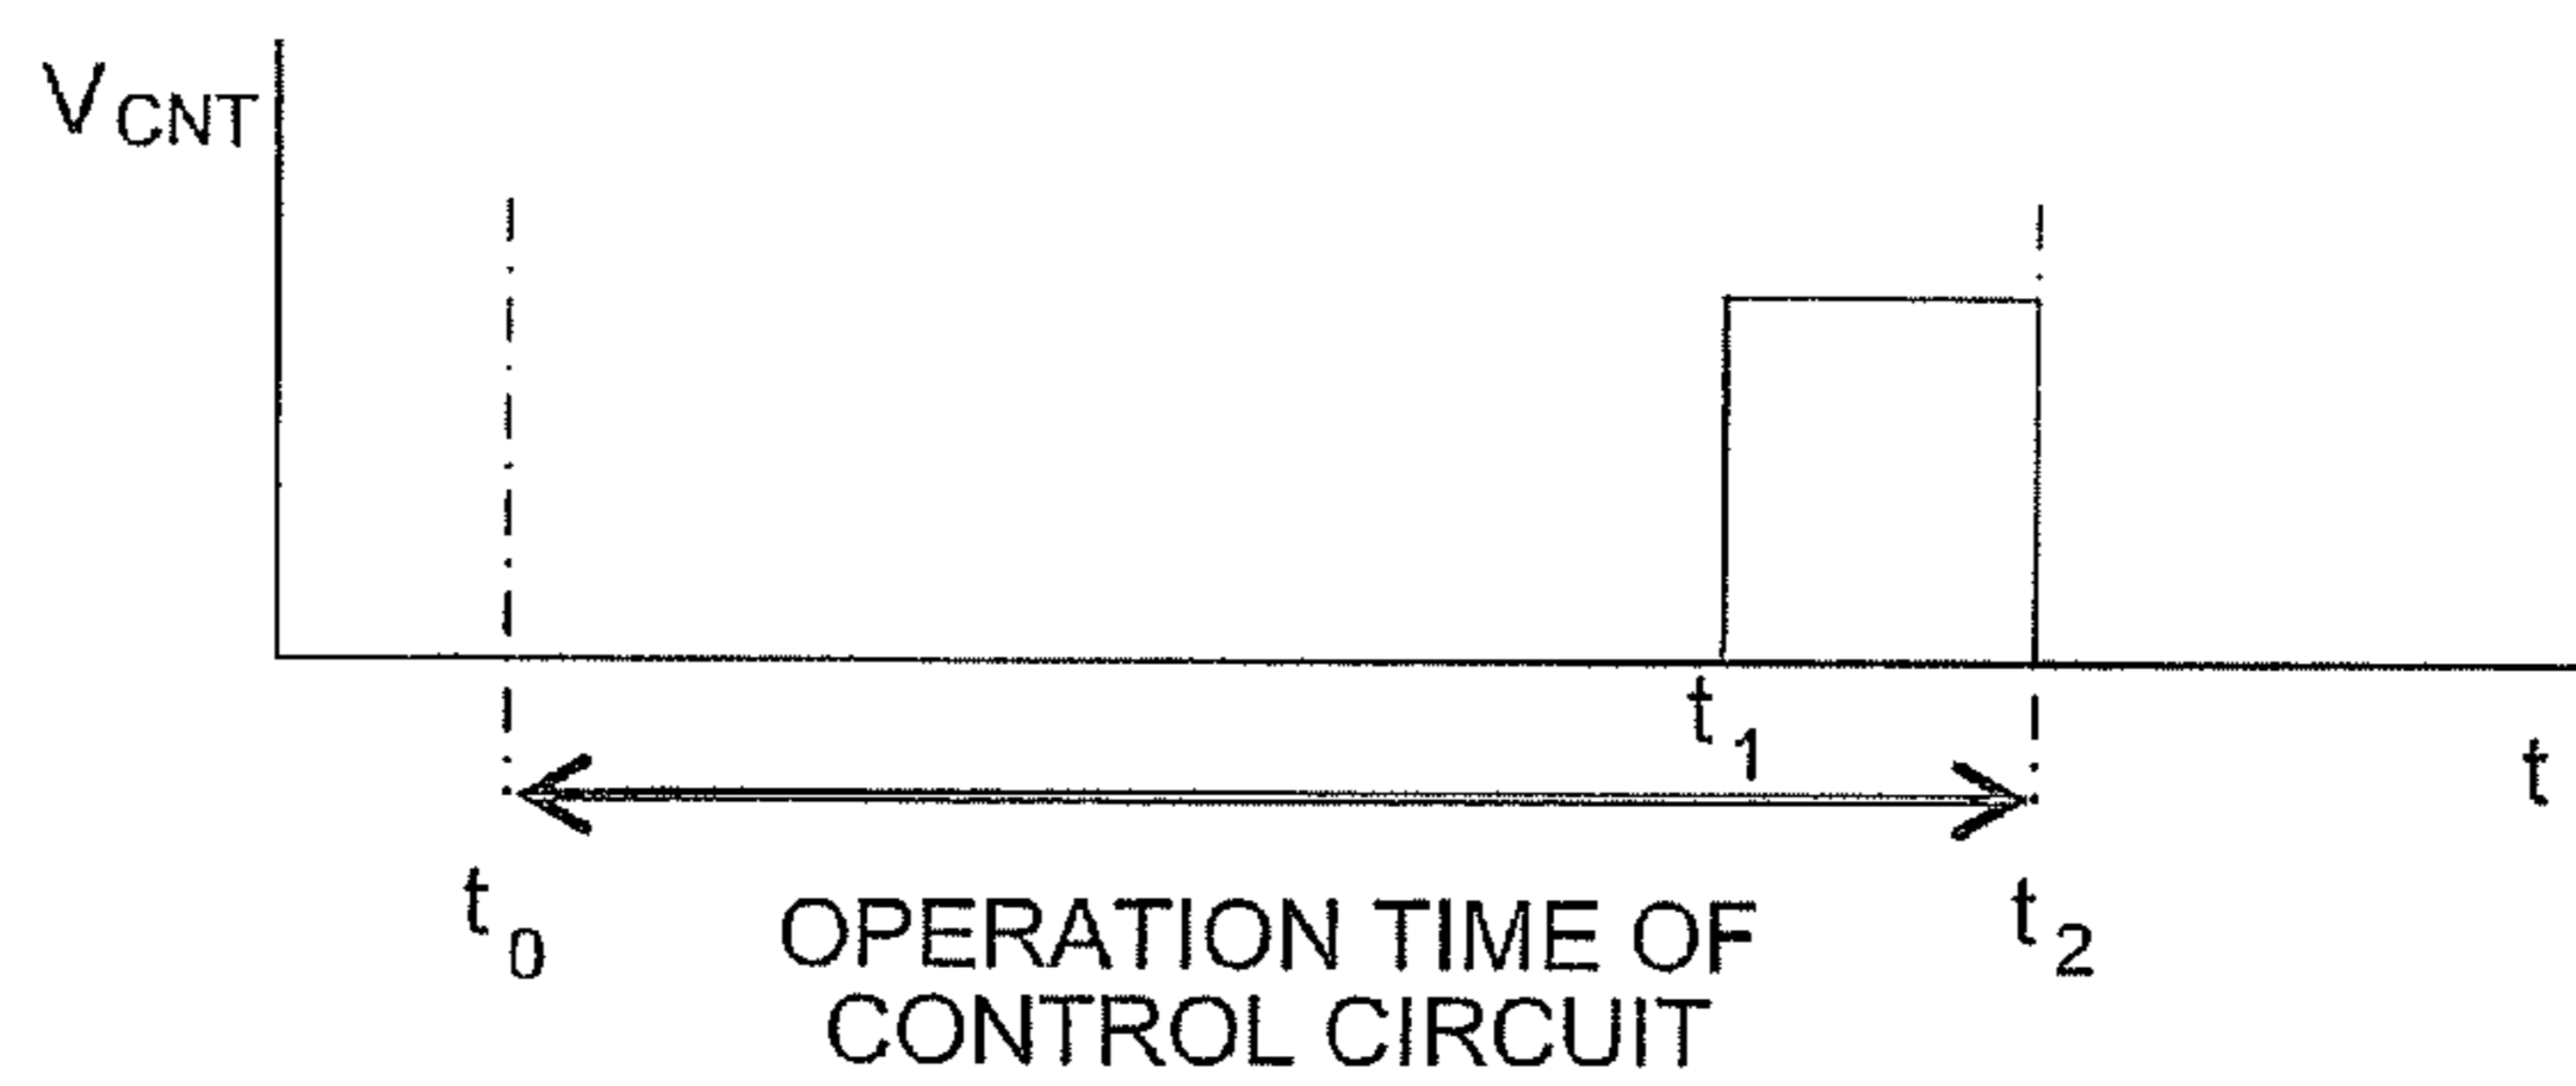 VCNT
t1
t
t0
t2
OPERATION TIME OF
CONTROL CIRCUIT